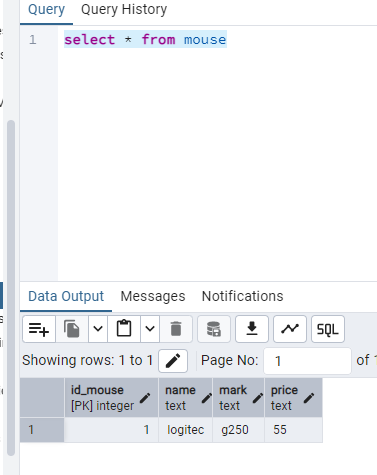 Query Query History
1 select * from mouse
Data Output Messages Notifications
SQL
Showing rows: 1 to 1 Page No: 1 of 1
id_mouse name mark price
[PK] integer text text text
1 1 logitec g250 55